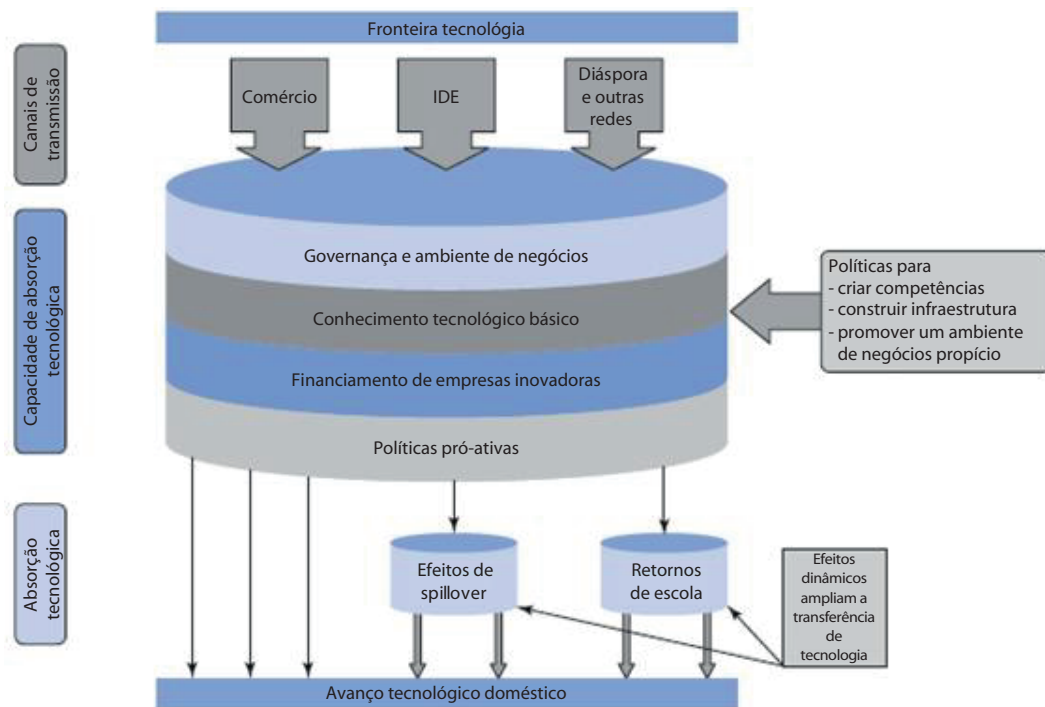 Fronteira tecnológia
Canais de
transmissão
Comércio
IDE
Diáspora
e outras
redes
Capacidade de absorção
tecnológica
Governança e ambiente de negócios
Conhecimento tecnológico básico
Financiamento de empresas inovadoras
Políticas pró-ativas
Políticas para
- criar competências
- construir infraestrutura
- promover um ambiente
de negócios propício
Absorção
tecnológica
Efeitos de
spillover
Retornos
de escola
Efeitos
dinâmicos
ampliam a
transferência
de
tecnologia
Avanço tecnológico doméstico